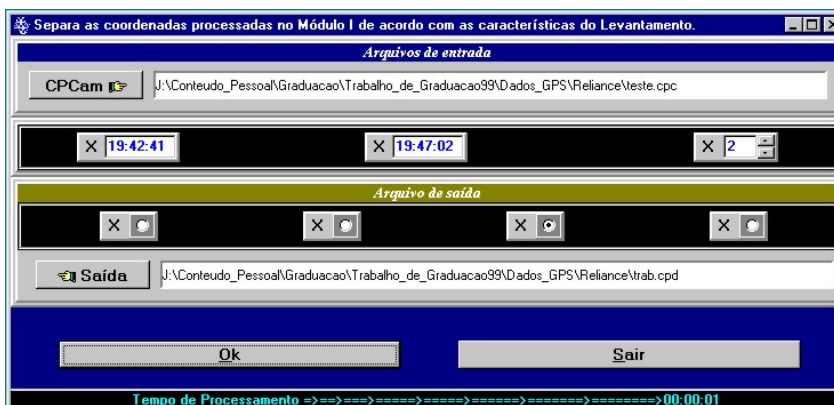 Separa as coordenadas processadas no Módulo I de acordo com as características do Levantamento.
Arquivos de entrada
CPCam J:\Conteudo_Pessoal\Graduacao\Trabalho_de_Graduacao99\Dados_GPS\Reliance\teste.cpc
X 19:42:41 X 19:47:02 X 2
Arquivo de saída
X X X X
Saída J:\Conteudo_Pessoal\Graduacao\Trabalho_de_Graduacao99\Dados_GPS\Reliance\trab.cpd
Ok Sair
Tempo de Processamento =>==>===>====>=====>======>=======>========>00:00:01